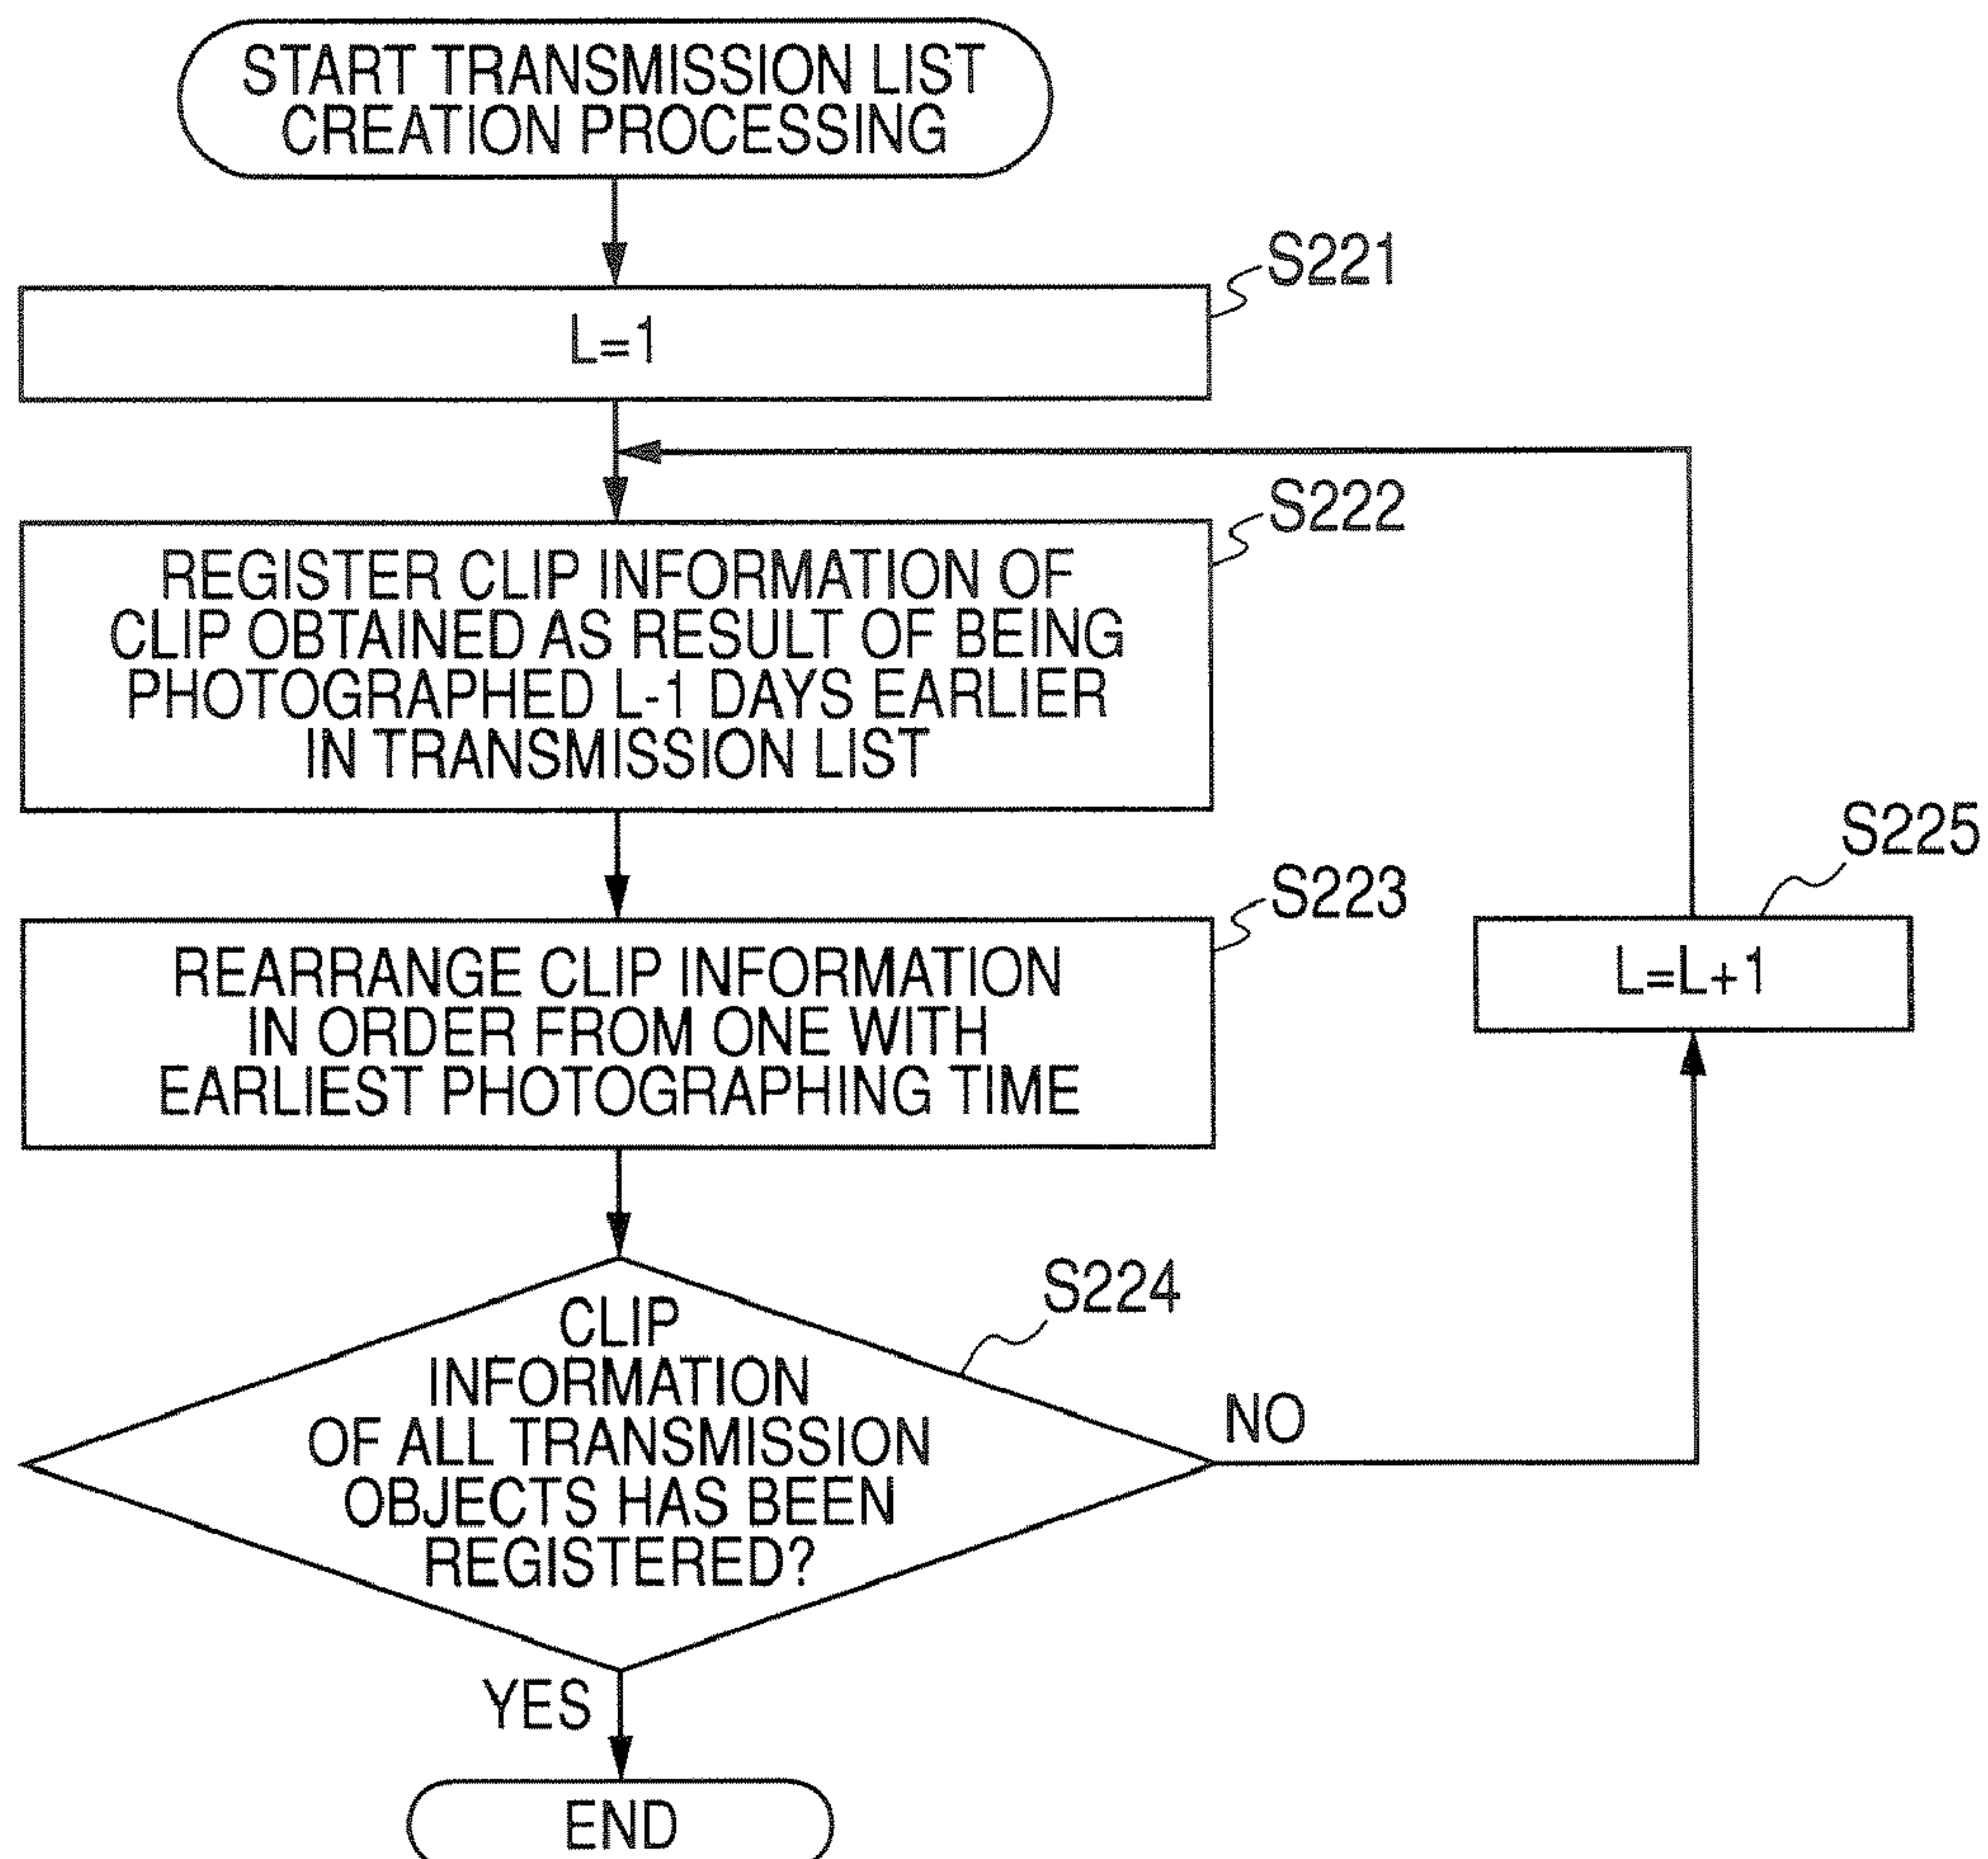 START TRANSMISSION LIST
CREATION PROCESSING
S221
L=1
S222
REGISTER CLIP INFORMATION OF
CLIP OBTAINED AS RESULT OF BEING
PHOTOGRAPHED L-1 DAYS EARLIER
IN TRANSMISSION LIST
S223
REARRANGE CLIP INFORMATION
IN ORDER FROM ONE WITH
EARLIEST PHOTOGRAPHING TIME
S225
L=L+1
S224
CLIP
INFORMATION
OF ALL TRANSMISSION
OBJECTS HAS BEEN
REGISTERED?
NO
YES
END